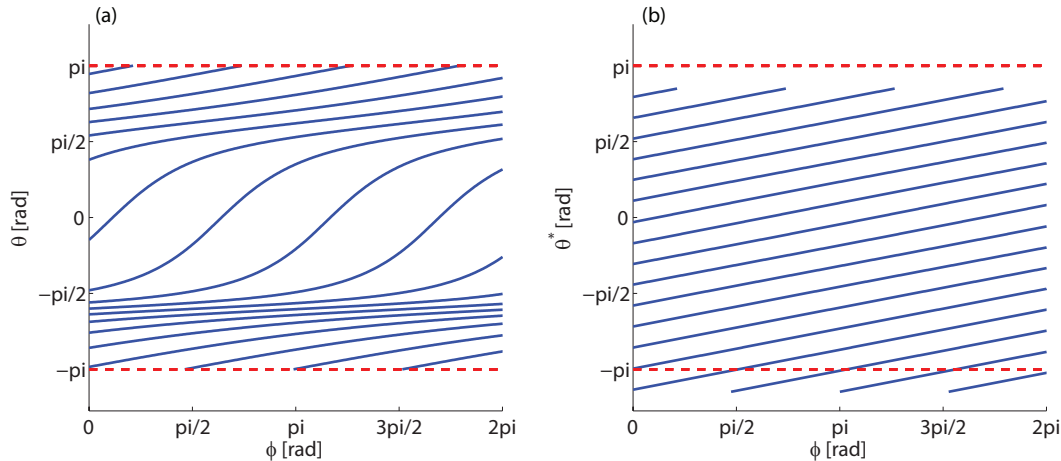 (a)
θ [rad]
pi
pi/2
0
−pi/2
−pi
0 pi/2 pi 3pi/2 2pi
ϕ [rad]
(b)
θ* [rad]
pi
pi/2
0
−pi/2
−pi
0 pi/2 pi 3pi/2 2pi
ϕ [rad]